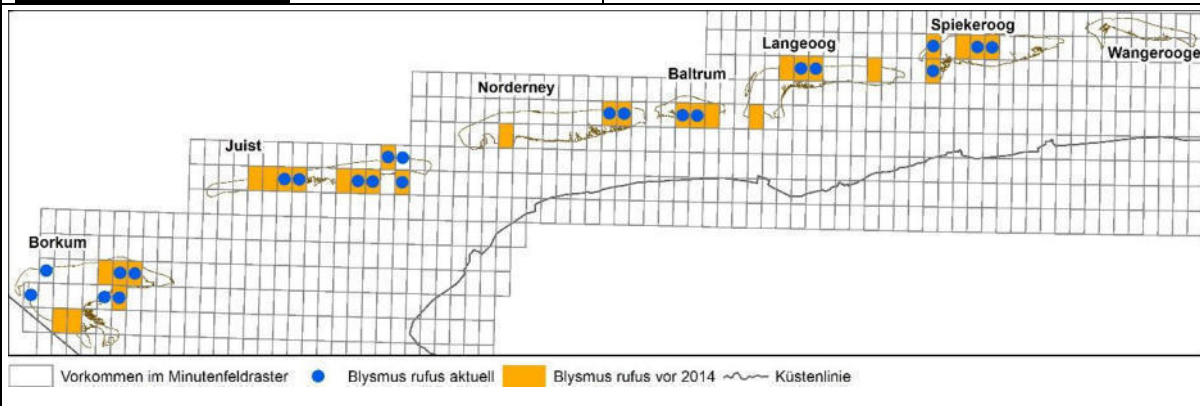 Spiekeroog
Langeoog
Wangerooge
Baltrum
Norderney
Juist
Borkum
Vorkommen im Minutenfeldraster Blysmus rufus aktuell Blysmus rufus vor 2014 Küstenlinie